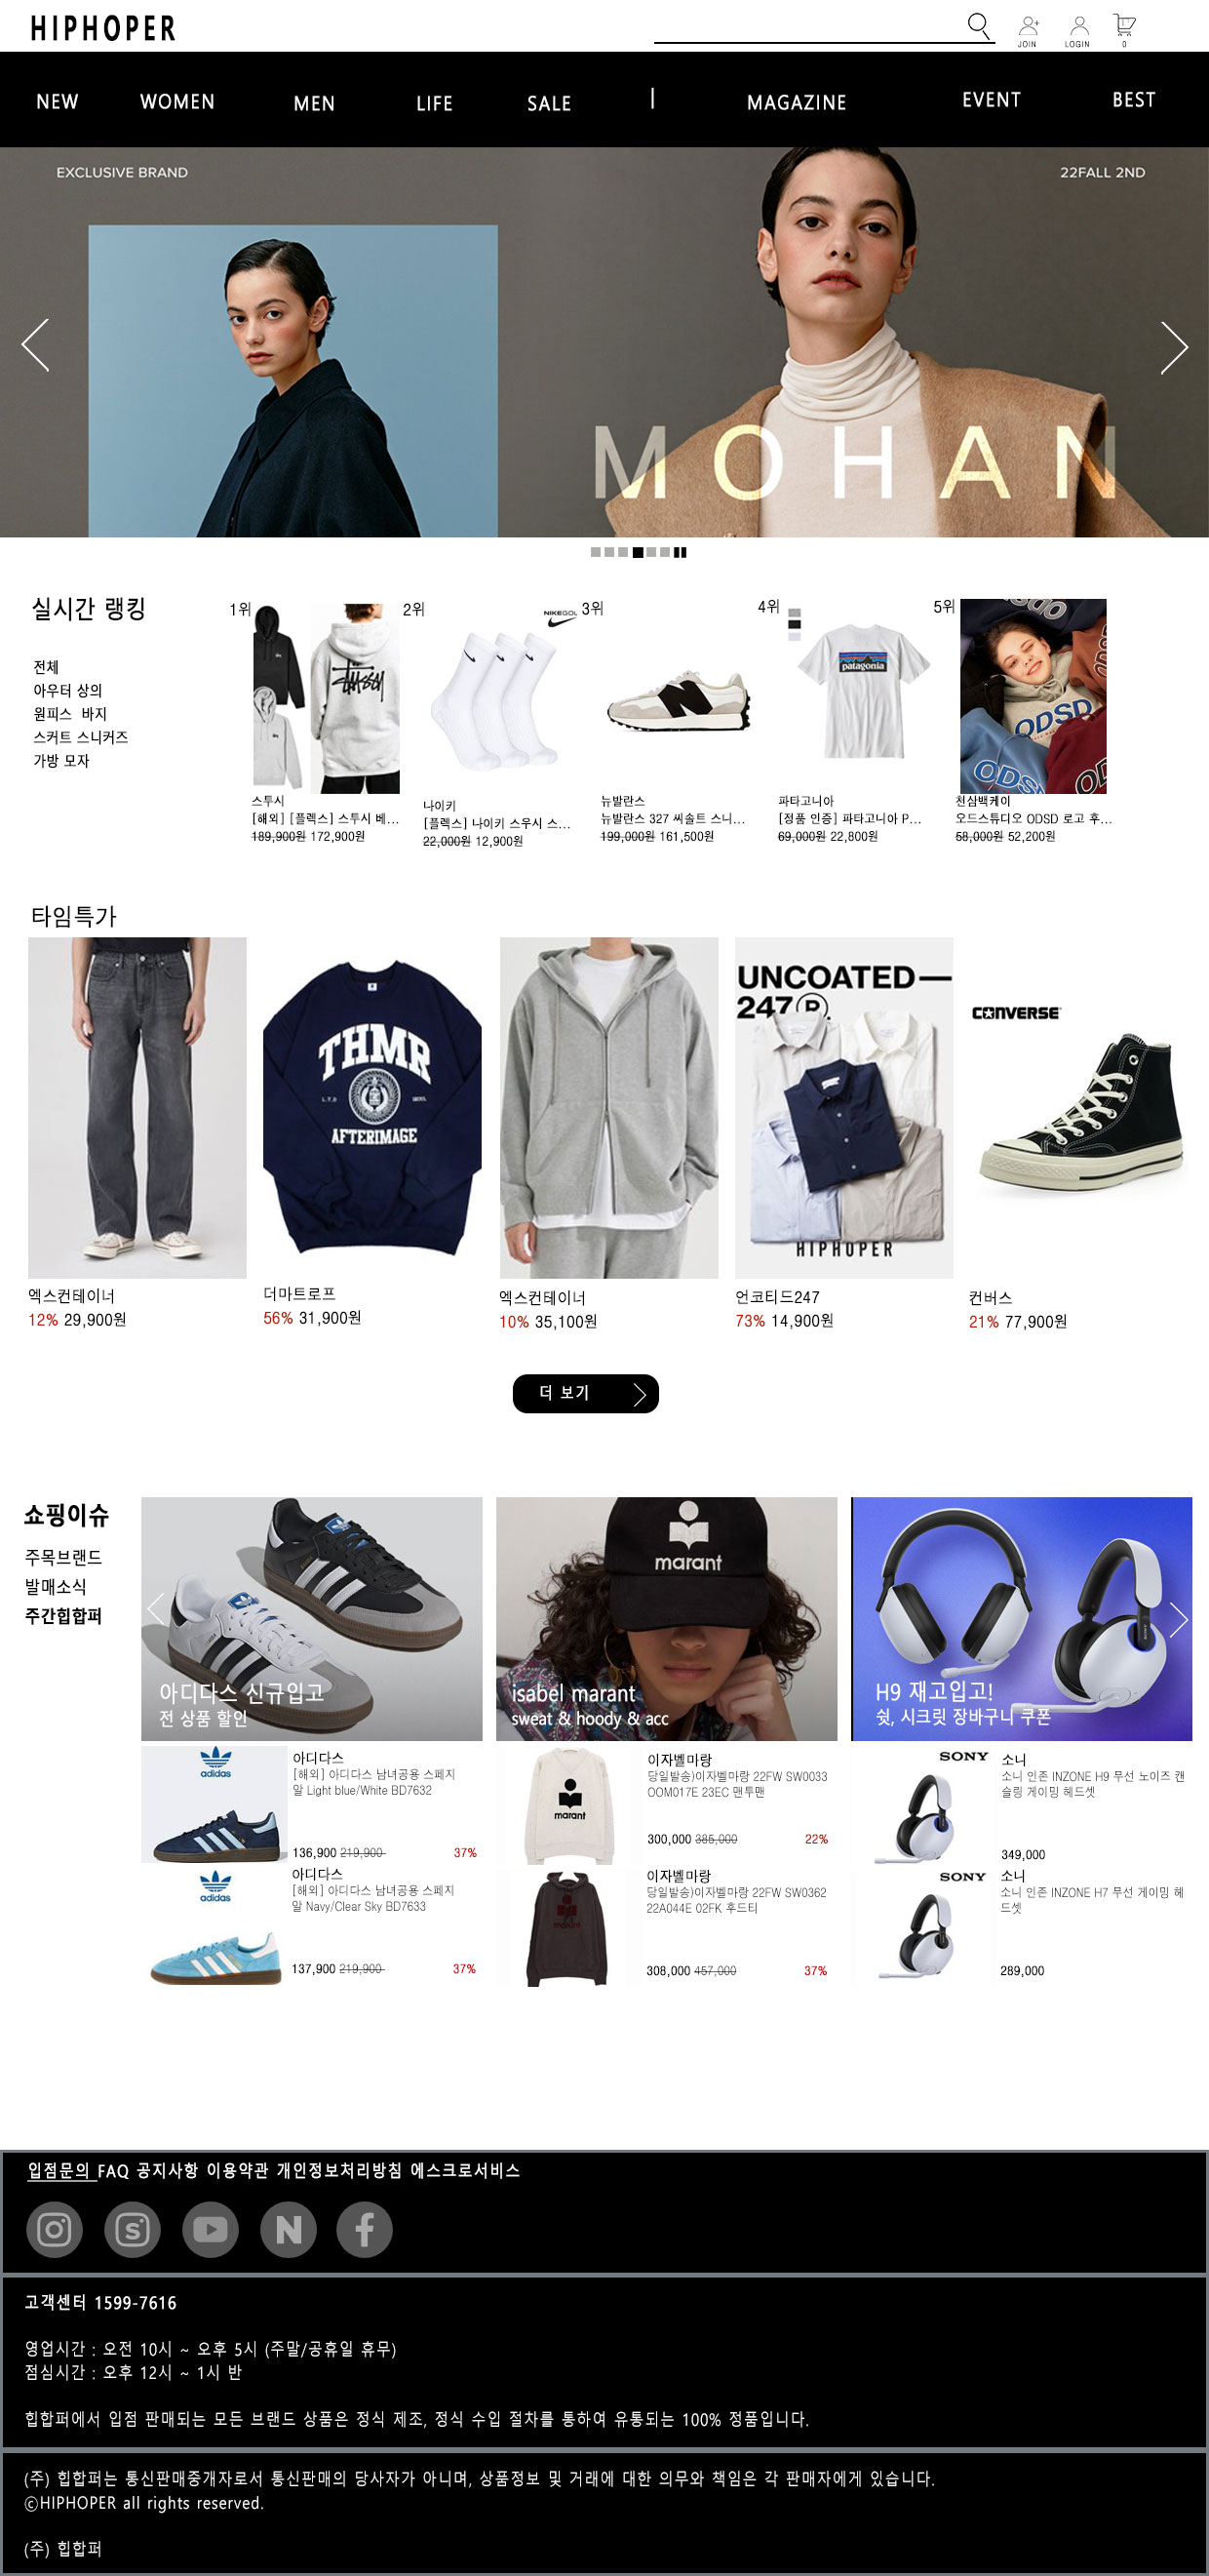 HIPHOPER
JOIN
LOGIN
0
NEW
WOMEN
MEN
LIFE
SALE
MAGAZINE
EVENT
BEST
EXCLUSIVE BRAND
22FALL 2ND
MOHAN
실시간 랭킹
전체
아우터 상의
원피스 바지
스커트 스니커즈
가방 모자
1위
스투시
[해외] [플렉스] 스투시 베...
189,900원 172,900원
2위
나이키
[플렉스] 나이키 스우시 스...
22,000원 12,900원
3위
뉴발란스
뉴발란스 327 씨솔트 스니...
199,000원 161,500원
4위
patagonia
파타고니아
[정품 인증] 파타고니아 P...
69,000원 22,800원
5위
ODSD
ODSD
천삼백케이
오드스튜디오 ODSD 로고 후...
58,000원 52,200원
타임특가
엑스컨테이너
12% 29,900원
THMR
L.T.D
SEOUL
AFTERIMAGE
더마트로프
56% 31,900원
엑스컨테이너
10% 35,100원
UNCOATED—
247®.
HIPHOPER
언코티드247
73% 14,900원
CONVERSE
컨버스
21% 77,900원
더 보기
쇼핑이슈
주목브랜드
발매소식
주간힙합퍼
아디다스 신규입고
전 상품 할인
marant
isabel marant
sweat & hoody & acc
H9 재고입고!
쉿, 시크릿 장바구니 쿠폰
adidas
아디다스
[해외] 아디다스 남녀공용 스페지
알 Light blue/White BD7632
136,900 219,900
37%
adidas
아디다스
[해외] 아디다스 남녀공용 스페지
알 Navy/Clear Sky BD7633
137,900 219,900
37%
marant
이자벨마랑
당일발송)이자벨마랑 22FW SW0033
OOM017E 23EC 맨투맨
300,000 385,000
22%
이자벨마랑
당일발송)이자벨마랑 22FW SW0362
22A044E 02FK 후드티
308,000 457,000
37%
SONY
소니
소니 인존 INZONE H9 무선 노이즈 캔
슬링 게이밍 헤드셋
349,000
SONY
소니
소니 인존 INZONE H7 무선 게이밍 헤
드셋
289,000
입점문의 FAQ 공지사항 이용약관 개인정보처리방침 에스크로서비스
고객센터 1599-7616
영업시간 : 오전 10시 ~ 오후 5시 (주말/공휴일 휴무)
점심시간 : 오후 12시 ~ 1시 반
힙합퍼에서 입점 판매되는 모든 브랜드 상품은 정식 제조, 정식 수입 절차를 통하여 유통되는 100% 정품입니다.
(주) 힙합퍼는 통신판매중개자로서 통신판매의 당사자가 아니며, 상품정보 및 거래에 대한 의무와 책임은 각 판매자에게 있습니다.
©HIPHOPER all rights reserved.
(주) 힙합퍼